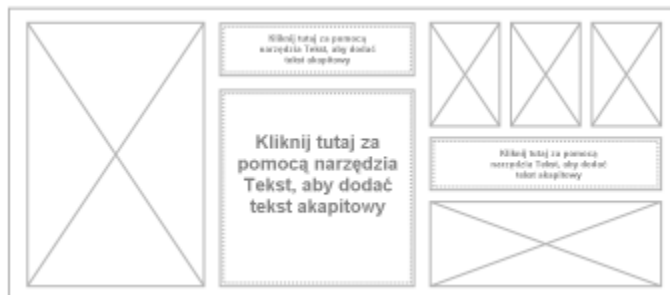 Kliknij tutaj za pomocą
narzędzia Tekst, aby dodać
tekst akapitowy
Kliknij tutaj za
pomocą narzędzia
Tekst, aby dodać
tekst akapitowy
Kliknij tutaj za pomocą
narzędzia Tekst, aby dodać
tekst akapitowy